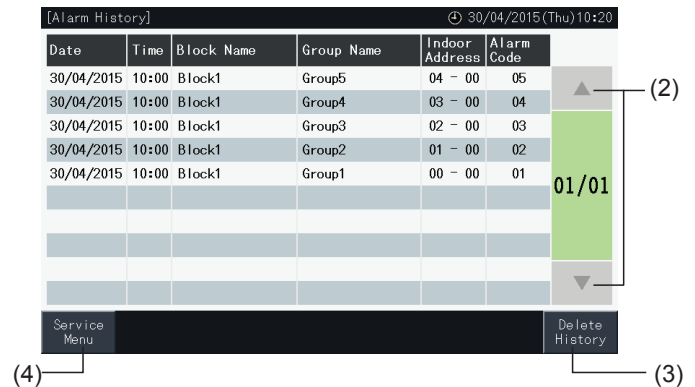 [Alarm History] 30/04/2015(Thu)10:20
Date Time Block Name Group Name Indoor Address Alarm Code
30/04/2015 10:00 Block1 Group5 04 - 00 05
30/04/2015 10:00 Block1 Group4 03 - 00 04
30/04/2015 10:00 Block1 Group3 02 - 00 03
30/04/2015 10:00 Block1 Group2 01 - 00 02
30/04/2015 10:00 Block1 Group1 00 - 00 01
(2)
01/01
Service Menu
Delete History
(4)
(3)